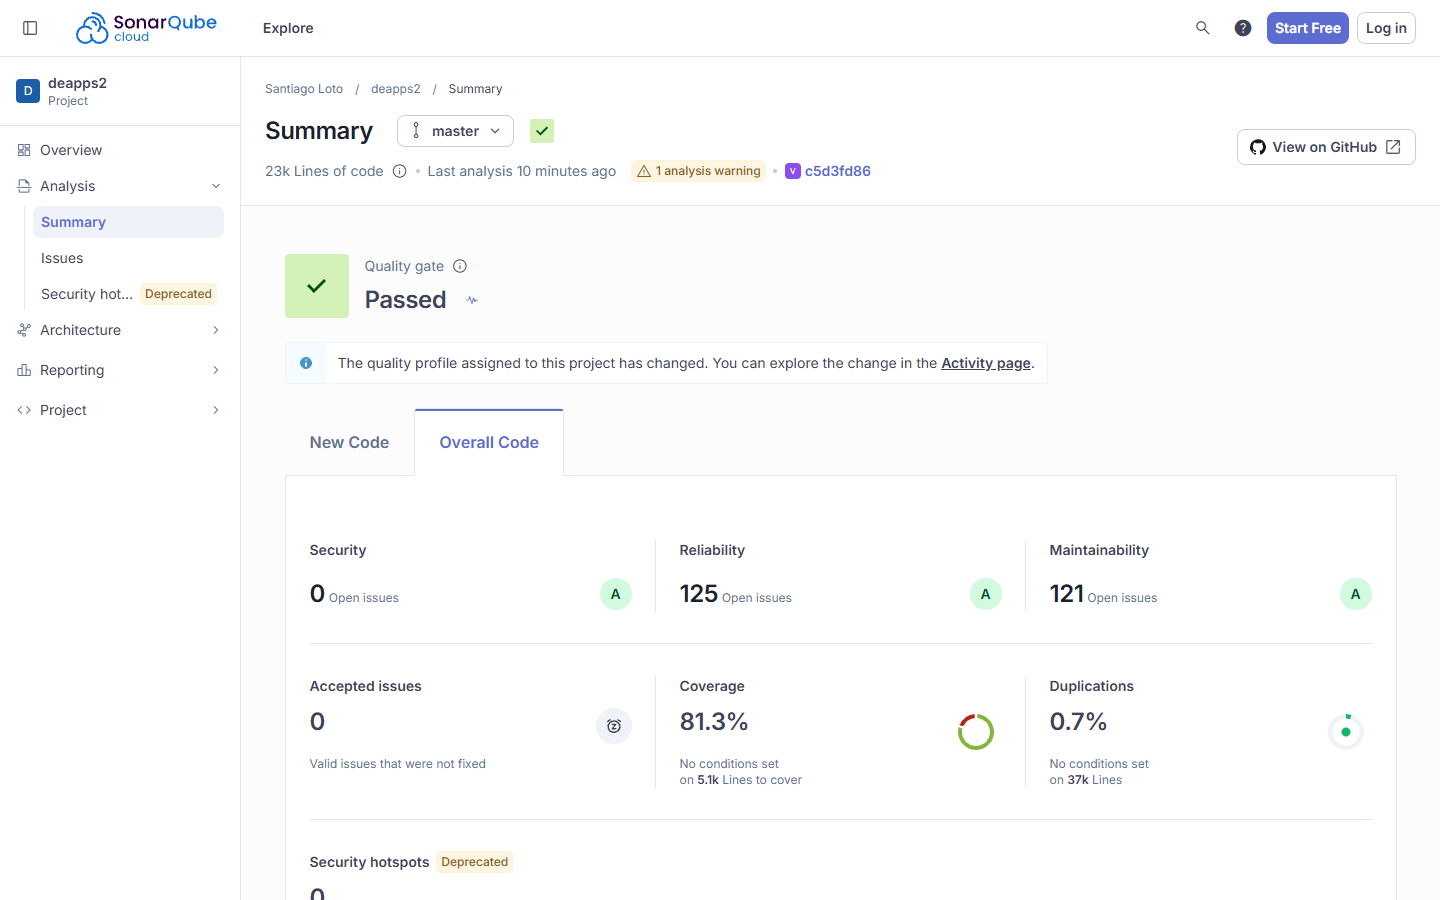 SonarQube cloud
Explore
?
Start Free
Log in
D
deapps2
Project
Overview
Analysis
Summary
Issues
Security hot... Deprecated
Architecture
Reporting
Project
Santiago Loto / deapps2 / Summary
Summary
master
View on GitHub
23k Lines of code • Last analysis 10 minutes ago 1 analysis warning • V c5d3fd86
Quality gate
Passed
The quality profile assigned to this project has changed. You can explore the change in the Activity page.
New Code
Overall Code
Security
0 Open issues
A
Reliability
125 Open issues
A
Maintainability
121 Open issues
A
Accepted issues
0
Valid issues that were not fixed
Coverage
81.3%
No conditions set
on 5.1k Lines to cover
Duplications
0.7%
No conditions set
on 37k Lines
Security hotspots Deprecated
0